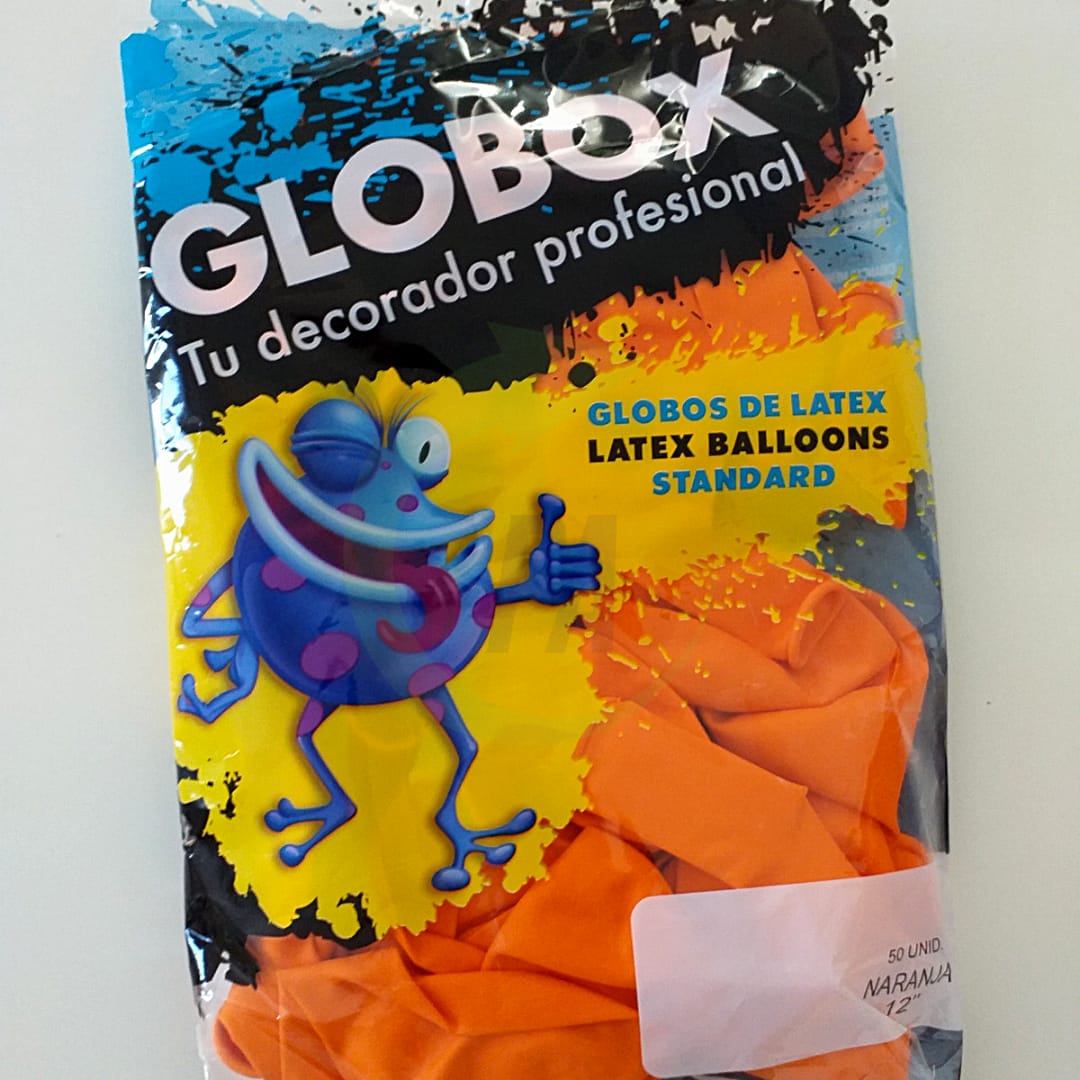 GLOBOX
Tu decorador profesional
GLOBOS DE LATEX
LATEX BALLOONS
STANDARD
50 UNID.
NARANJA
12"